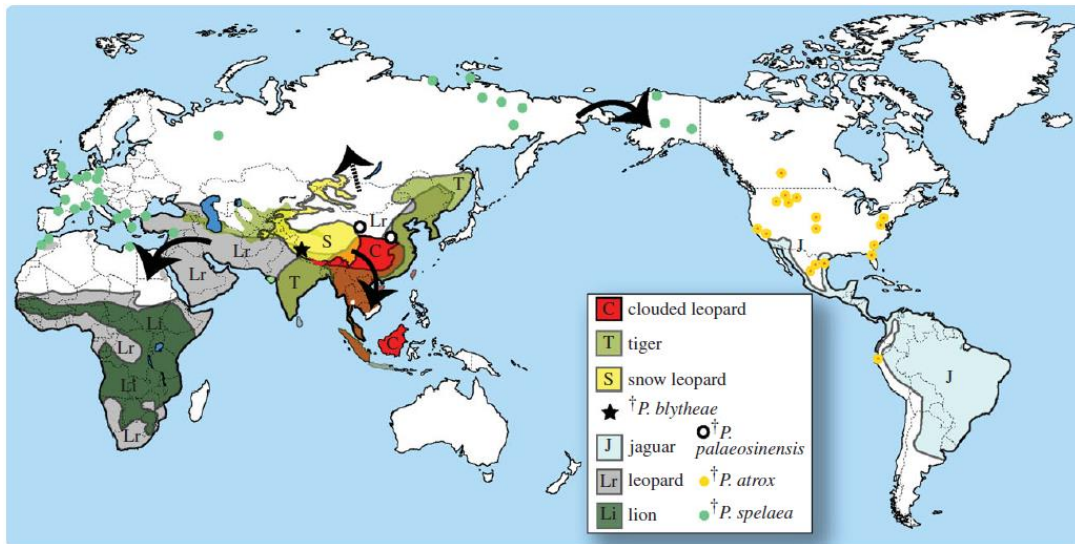 T
Lr
J
S
C
Lr
Lr
T
Li
Lr
C
J
Li
Lr
C clouded leopard
T tiger
S snow leopard
†P. blytheae
J jaguar
†P.
palaeosinensis
Lr leopard
†P. atrox
Li lion
†P. spelaea